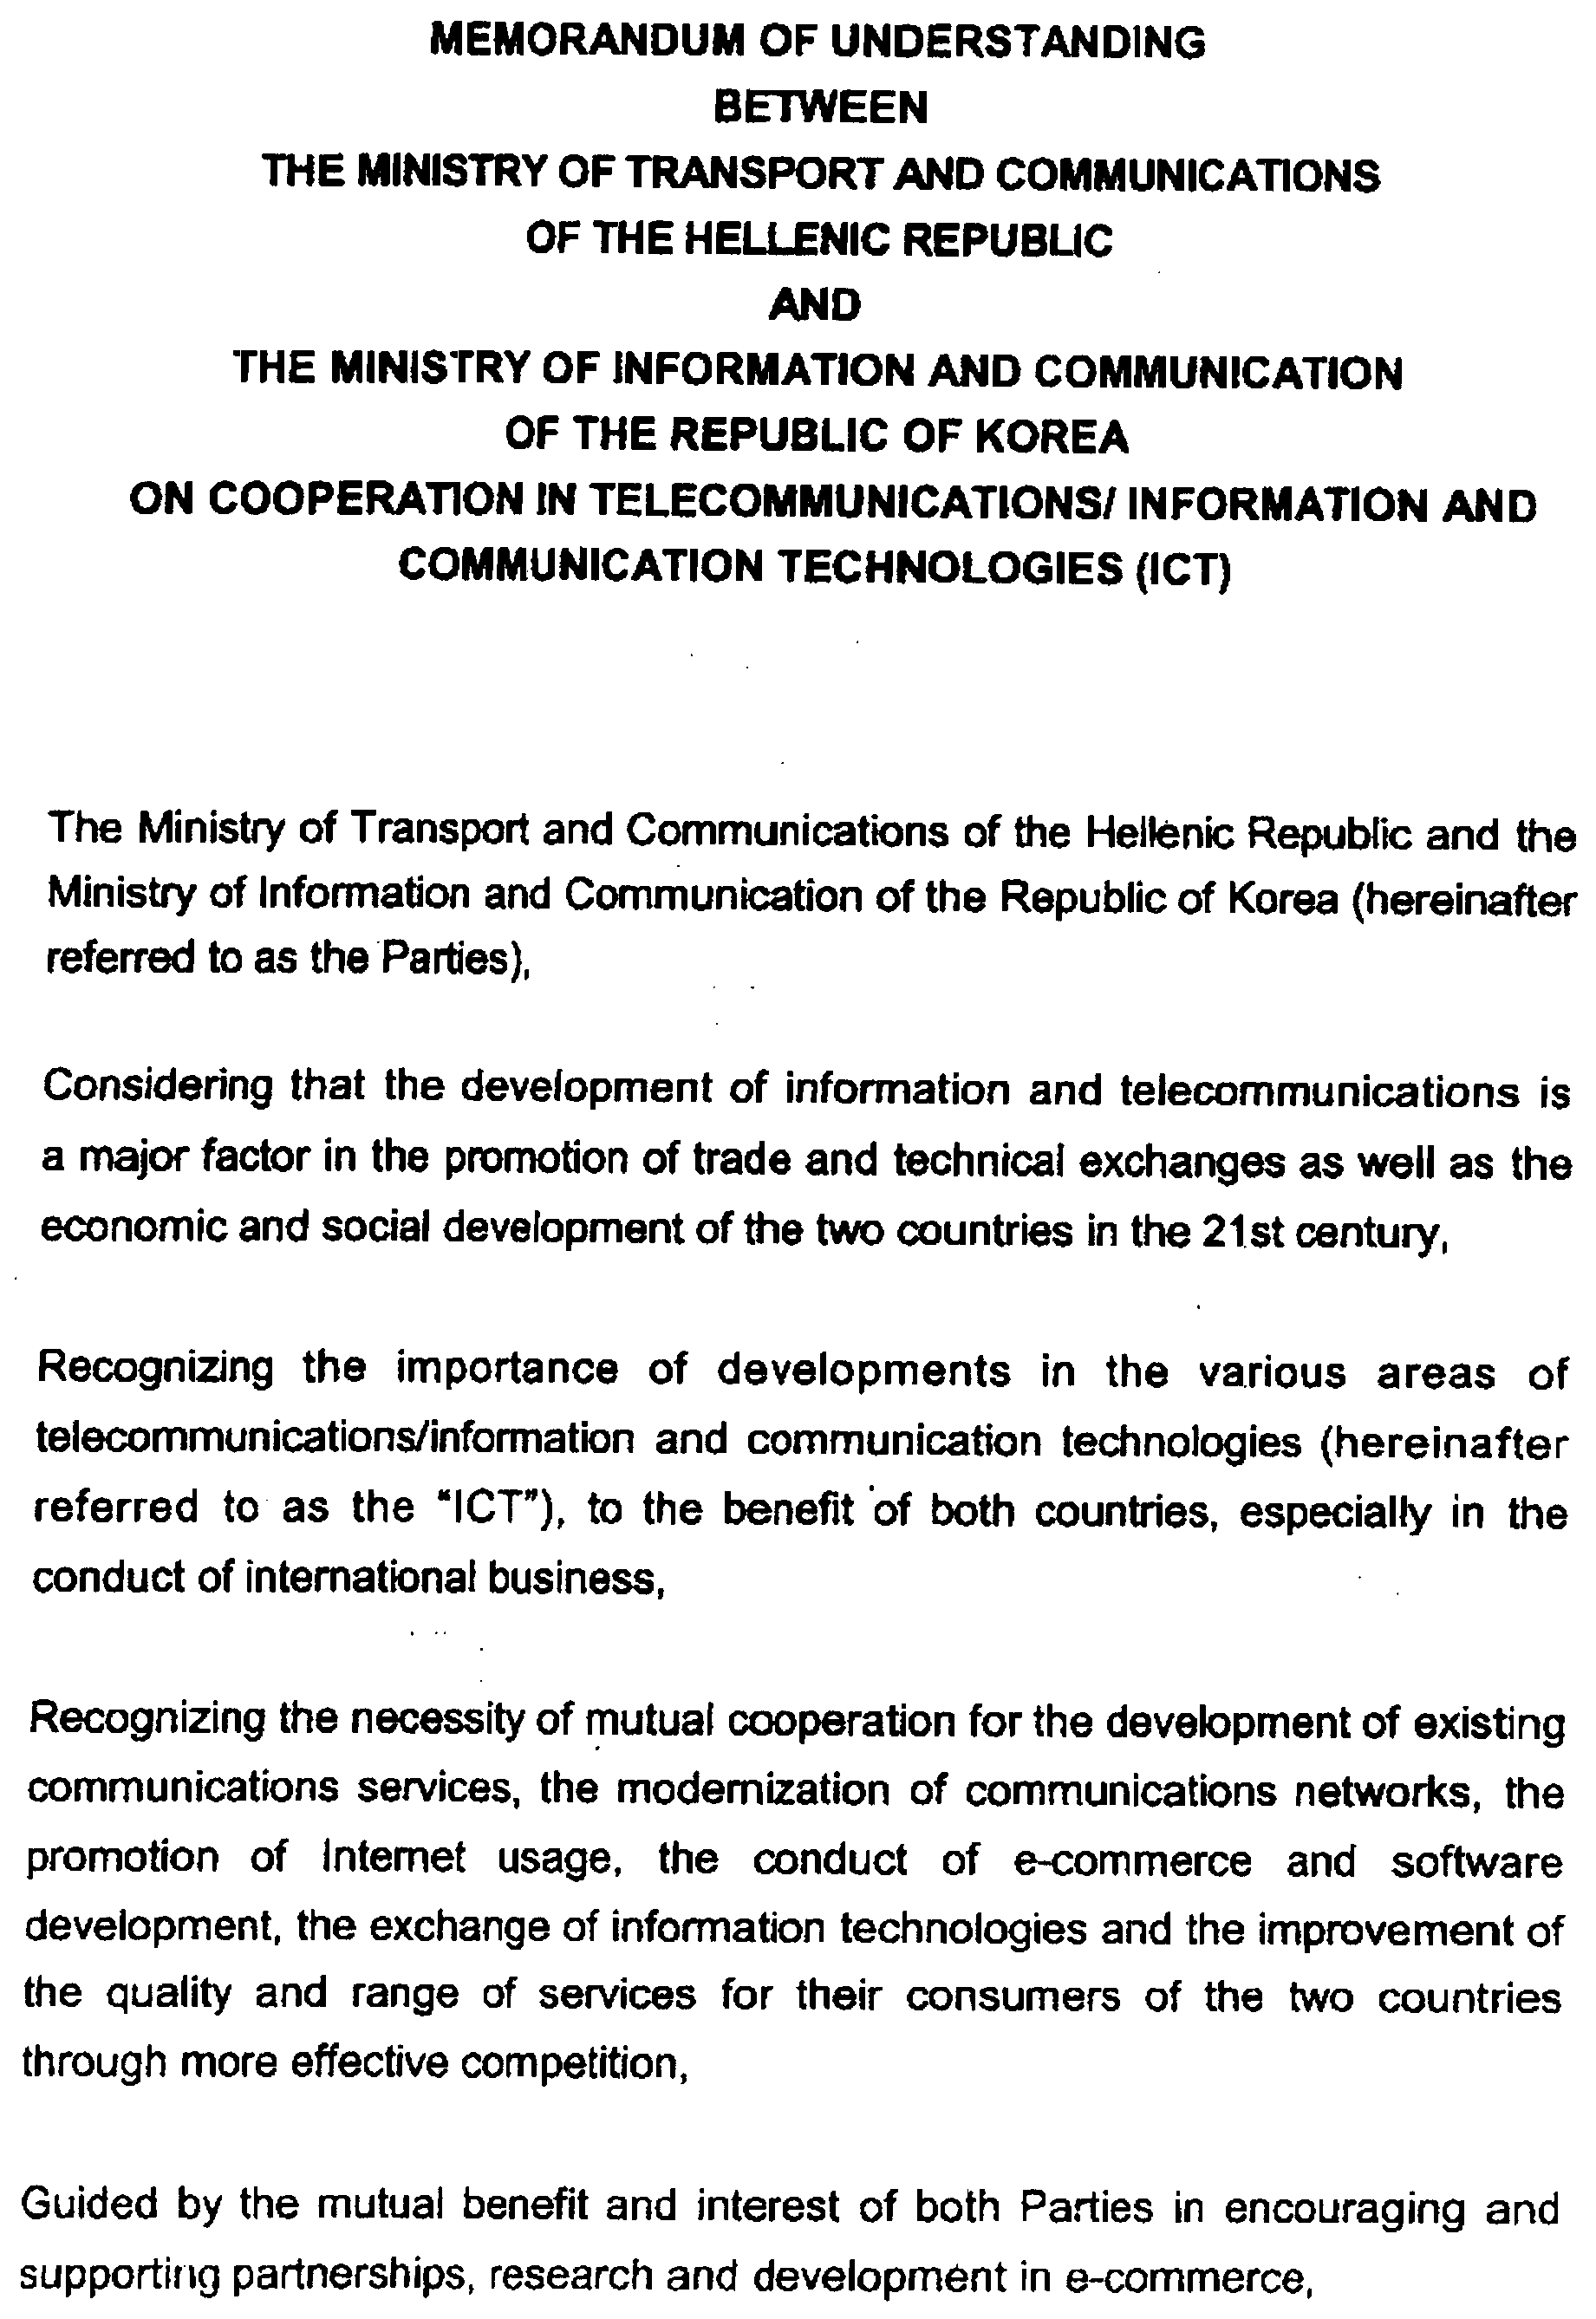 MEMORANDUM OF UNDERSTANDING
BETWEEN
THE MINISTRY OF TRANSPORT AND COMMUNICATIONS
OF THE HELLENIC REPUBLIC
AND
THE MINISTRY OF INFORMATION AND COMMUNICATION
OF THE REPUBLIC OF KOREA
ON COOPERATION IN TELECOMMUNICATIONS/ INFORMATION AND
COMMUNICATION TECHNOLOGIES (ICT)
The Ministry of Transport and Communications of the Hellenic Republic and the
Ministry of Information and Communication of the Republic of Korea (hereinafter
referred to as the Parties),
Considering that the development of information and telecommunications is
a major factor in the promotion of trade and technical exchanges as well as the
economic and social development of the two countries in the 21st century,
Recognizing the importance of developments in the various areas of
telecommunications/information and communication technologies (hereinafter
referred to as the "ICT"), to the benefit of both countries, especially in the
conduct of international business,
Recognizing the necessity of mutual cooperation for the development of existing
communications services, the modernization of communications networks, the
promotion of Internet usage, the conduct of e-commerce and software
development, the exchange of information technologies and the improvement of
the quality and range of services for their consumers of the two countries
through more effective competition,
Guided by the mutual benefit and interest of both Parties in encouraging and
supporting partnerships, research and development in e-commerce,